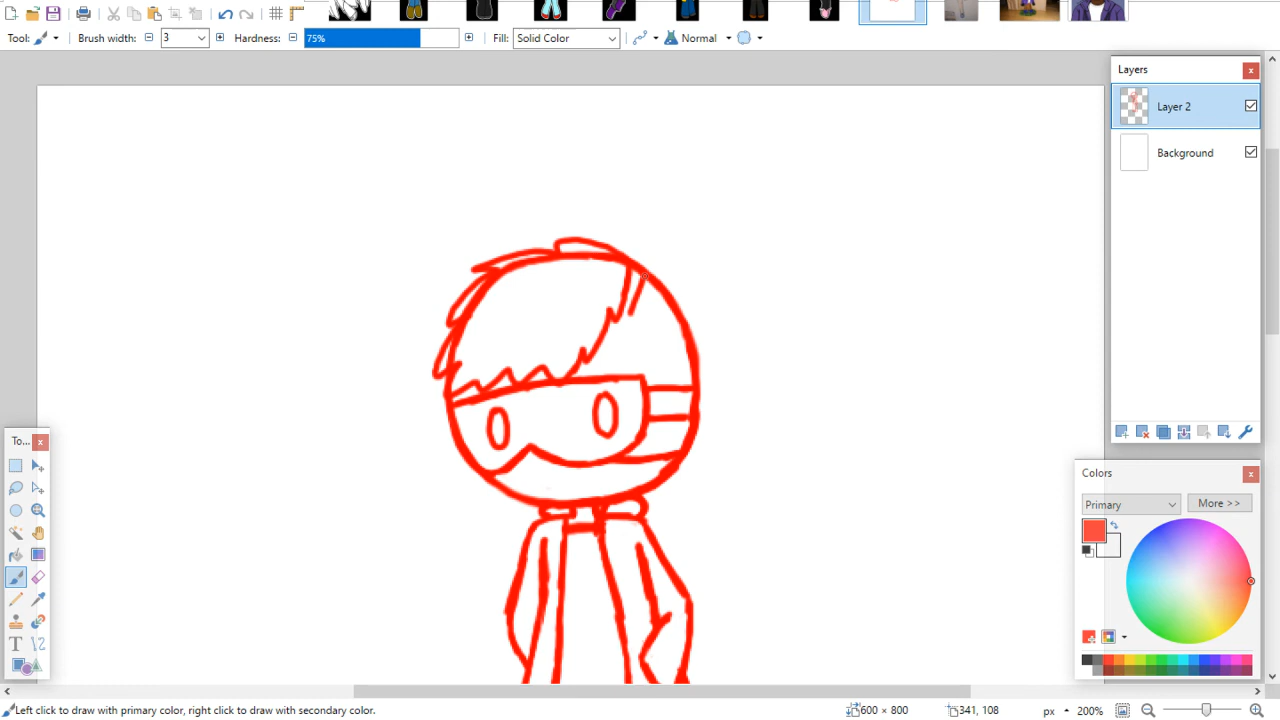 Tool:
Brush width: 3
Hardness: 75%
Fill: Solid Color
Normal
Layers
Layer 2
Background
To...
Colors
Primary
More >>
Left click to draw with primary color, right click to draw with secondary color.
600 × 800
341, 108
px
200%